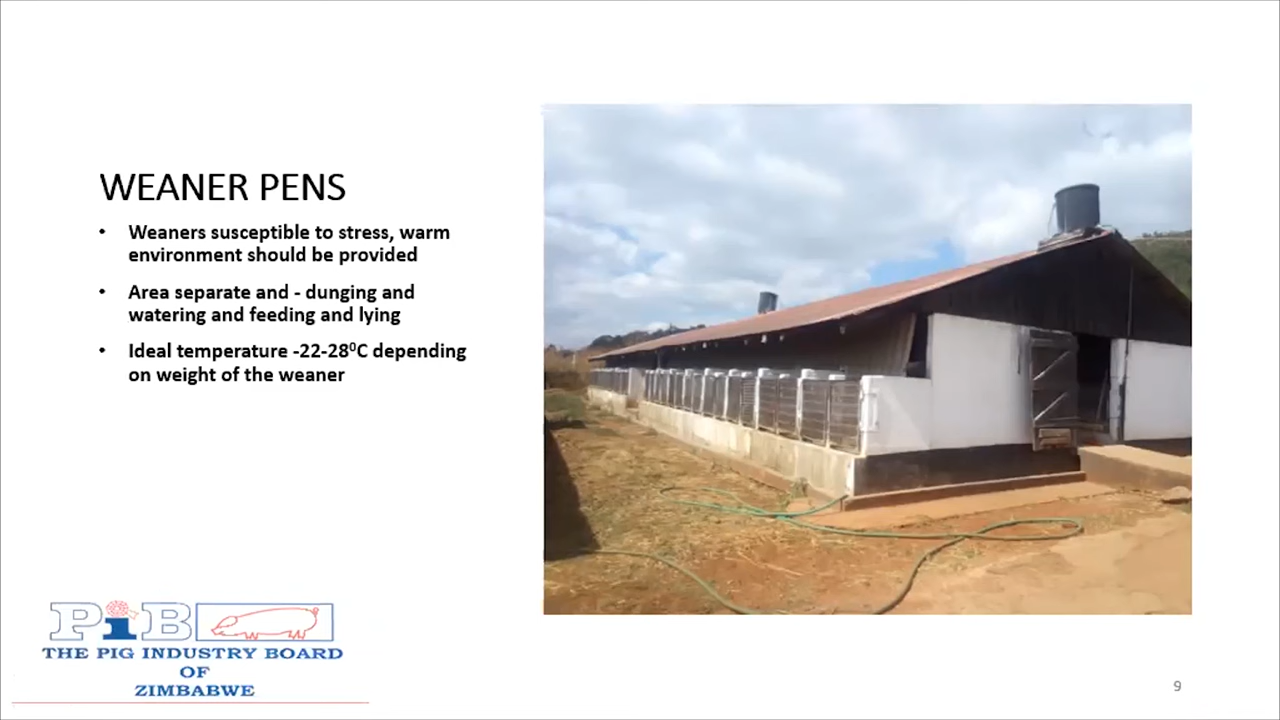 WEANER PENS
• Weaners susceptible to stress, warm
environment should be provided
• Area separate and - dunging and
watering and feeding and lying
• Ideal temperature -22-28⁰C depending
on weight of the weaner
PiB
THE PIG INDUSTRY BOARD
OF
ZIMBABWE
9